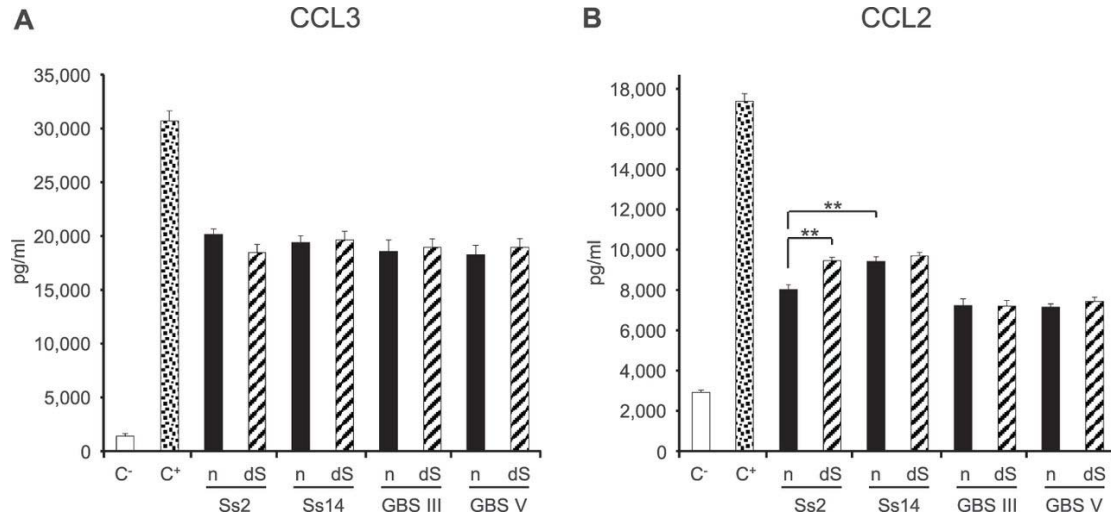 A
CCL3
35,000
30,000
25,000
20,000
15,000
10,000
5,000
0
pg/ml
C- C+ n dS n dS n dS n dS
Ss2 Ss14 GBS III GBS V
B
CCL2
18,000
16,000
14,000
12,000
10,000
8,000
6,000
4,000
2,000
0
pg/ml
**
**
C- C+ n dS n dS n dS n dS
Ss2 Ss14 GBS III GBS V